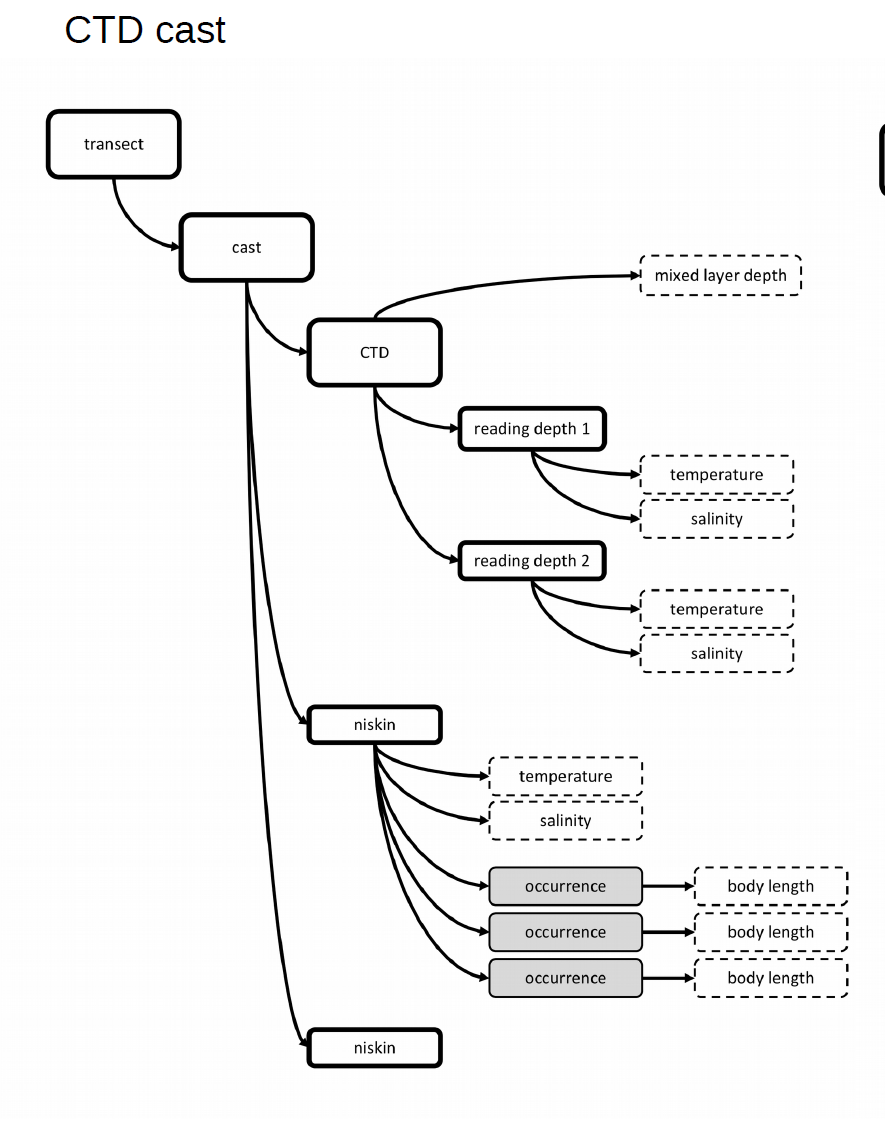 CTD cast
transect
cast
mixed layer depth
CTD
reading depth 1
temperature
salinity
reading depth 2
temperature
salinity
niskin
temperature
salinity
occurrence
body length
occurrence
body length
occurrence
body length
niskin